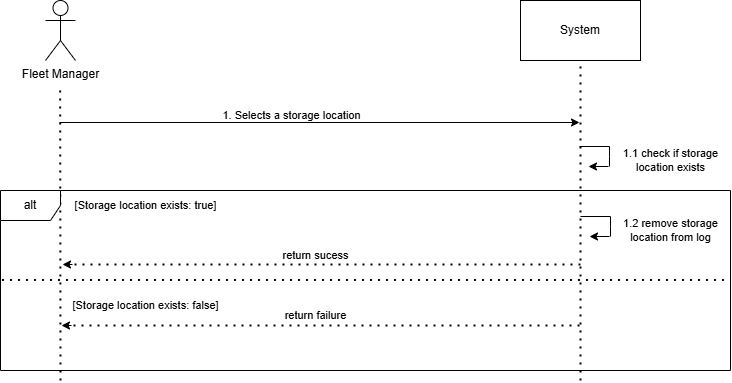 System
Fleet Manager
1. Selects a storage location
1.1 check if storage
location exists
alt
[Storage location exists: true]
1.2 remove storage
location from log
return sucess
[Storage location exists: false]
return failure